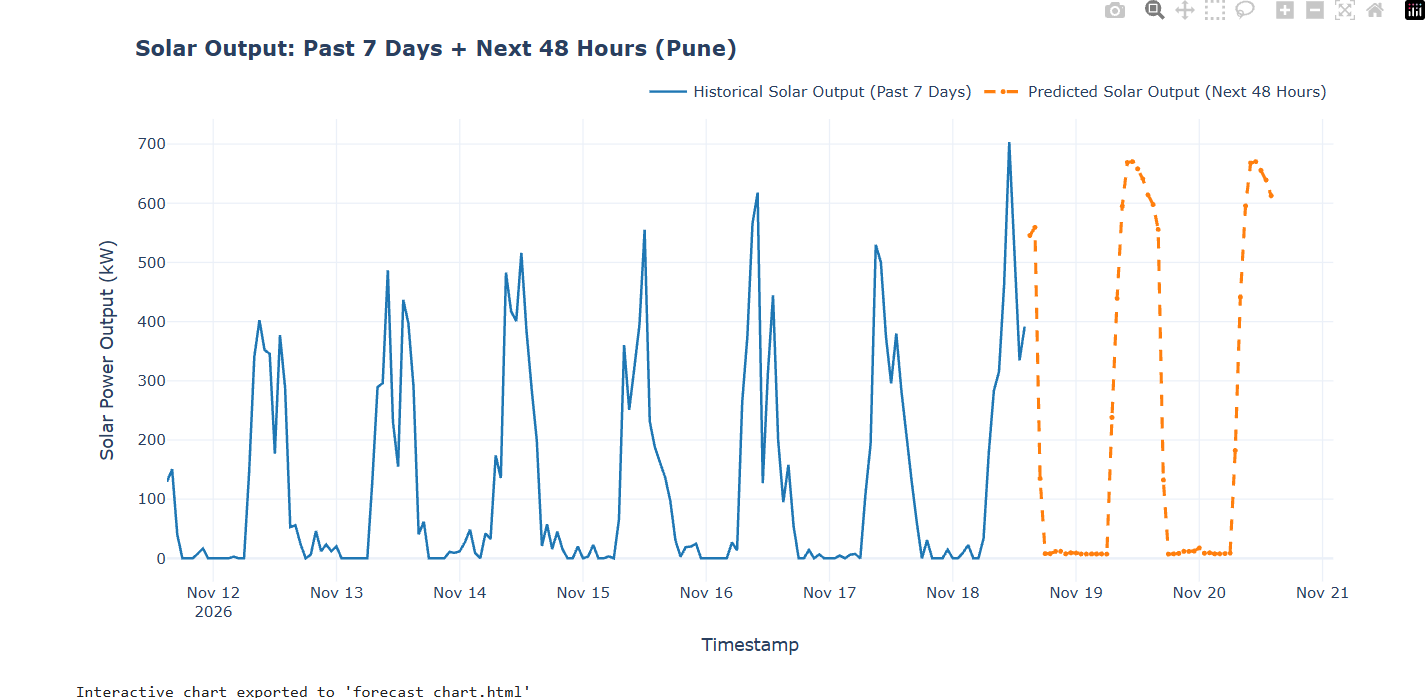 Solar Output: Past 7 Days + Next 48 Hours (Pune)
Historical Solar Output (Past 7 Days) Predicted Solar Output (Next 48 Hours)
Solar Power Output (kW)
700
600
500
400
300
200
100
0
Nov 12 Nov 13 Nov 14 Nov 15 Nov 16 Nov 17 Nov 18 Nov 19 Nov 20 Nov 21
2026
Timestamp
Interactive chart exported to 'forecast_chart.html'